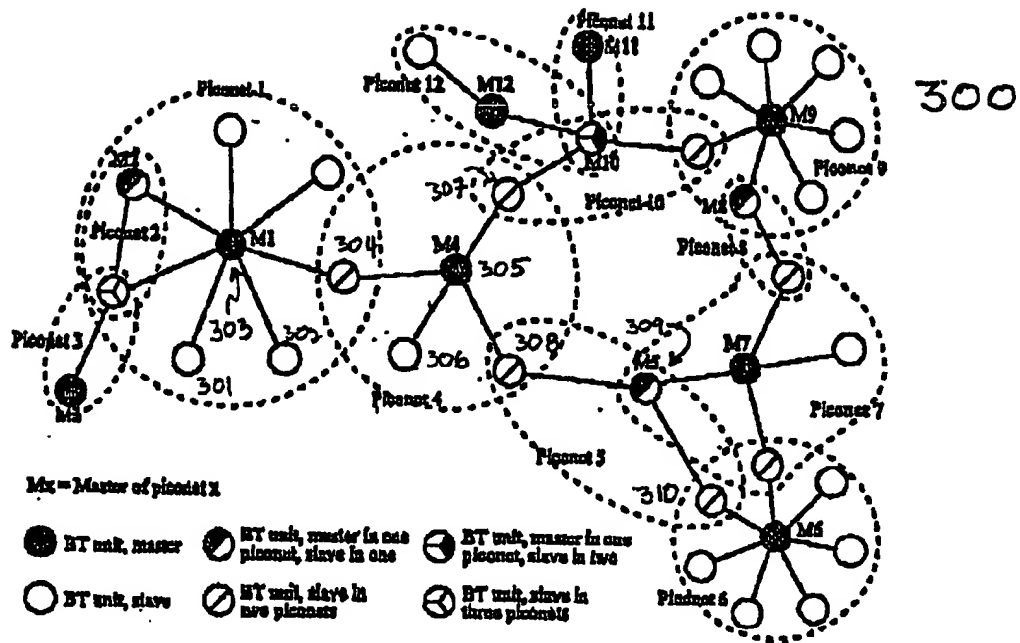 Piconet 11
M11
300
Piconet 1
Piconet 12
M12
M9
M10
Piconet 9
307
Piconet 10
M2
M8
Piconet 2
M1
304
M4
305
Piconet 8
309
Piconet 3
303
302
308
M5
M7
301
306
M3
Piconet 4
Piconet 7
Piconet 5
310
Mx = Master of piconet x
M6
BT unit, master
BT unit, master in one
piconet, slave in one
BT unit, master in one
piconet, slave in two
BT unit, slave
BT unit, slave in
two piconets
BT unit, slave in
three piconets
Piconet 6